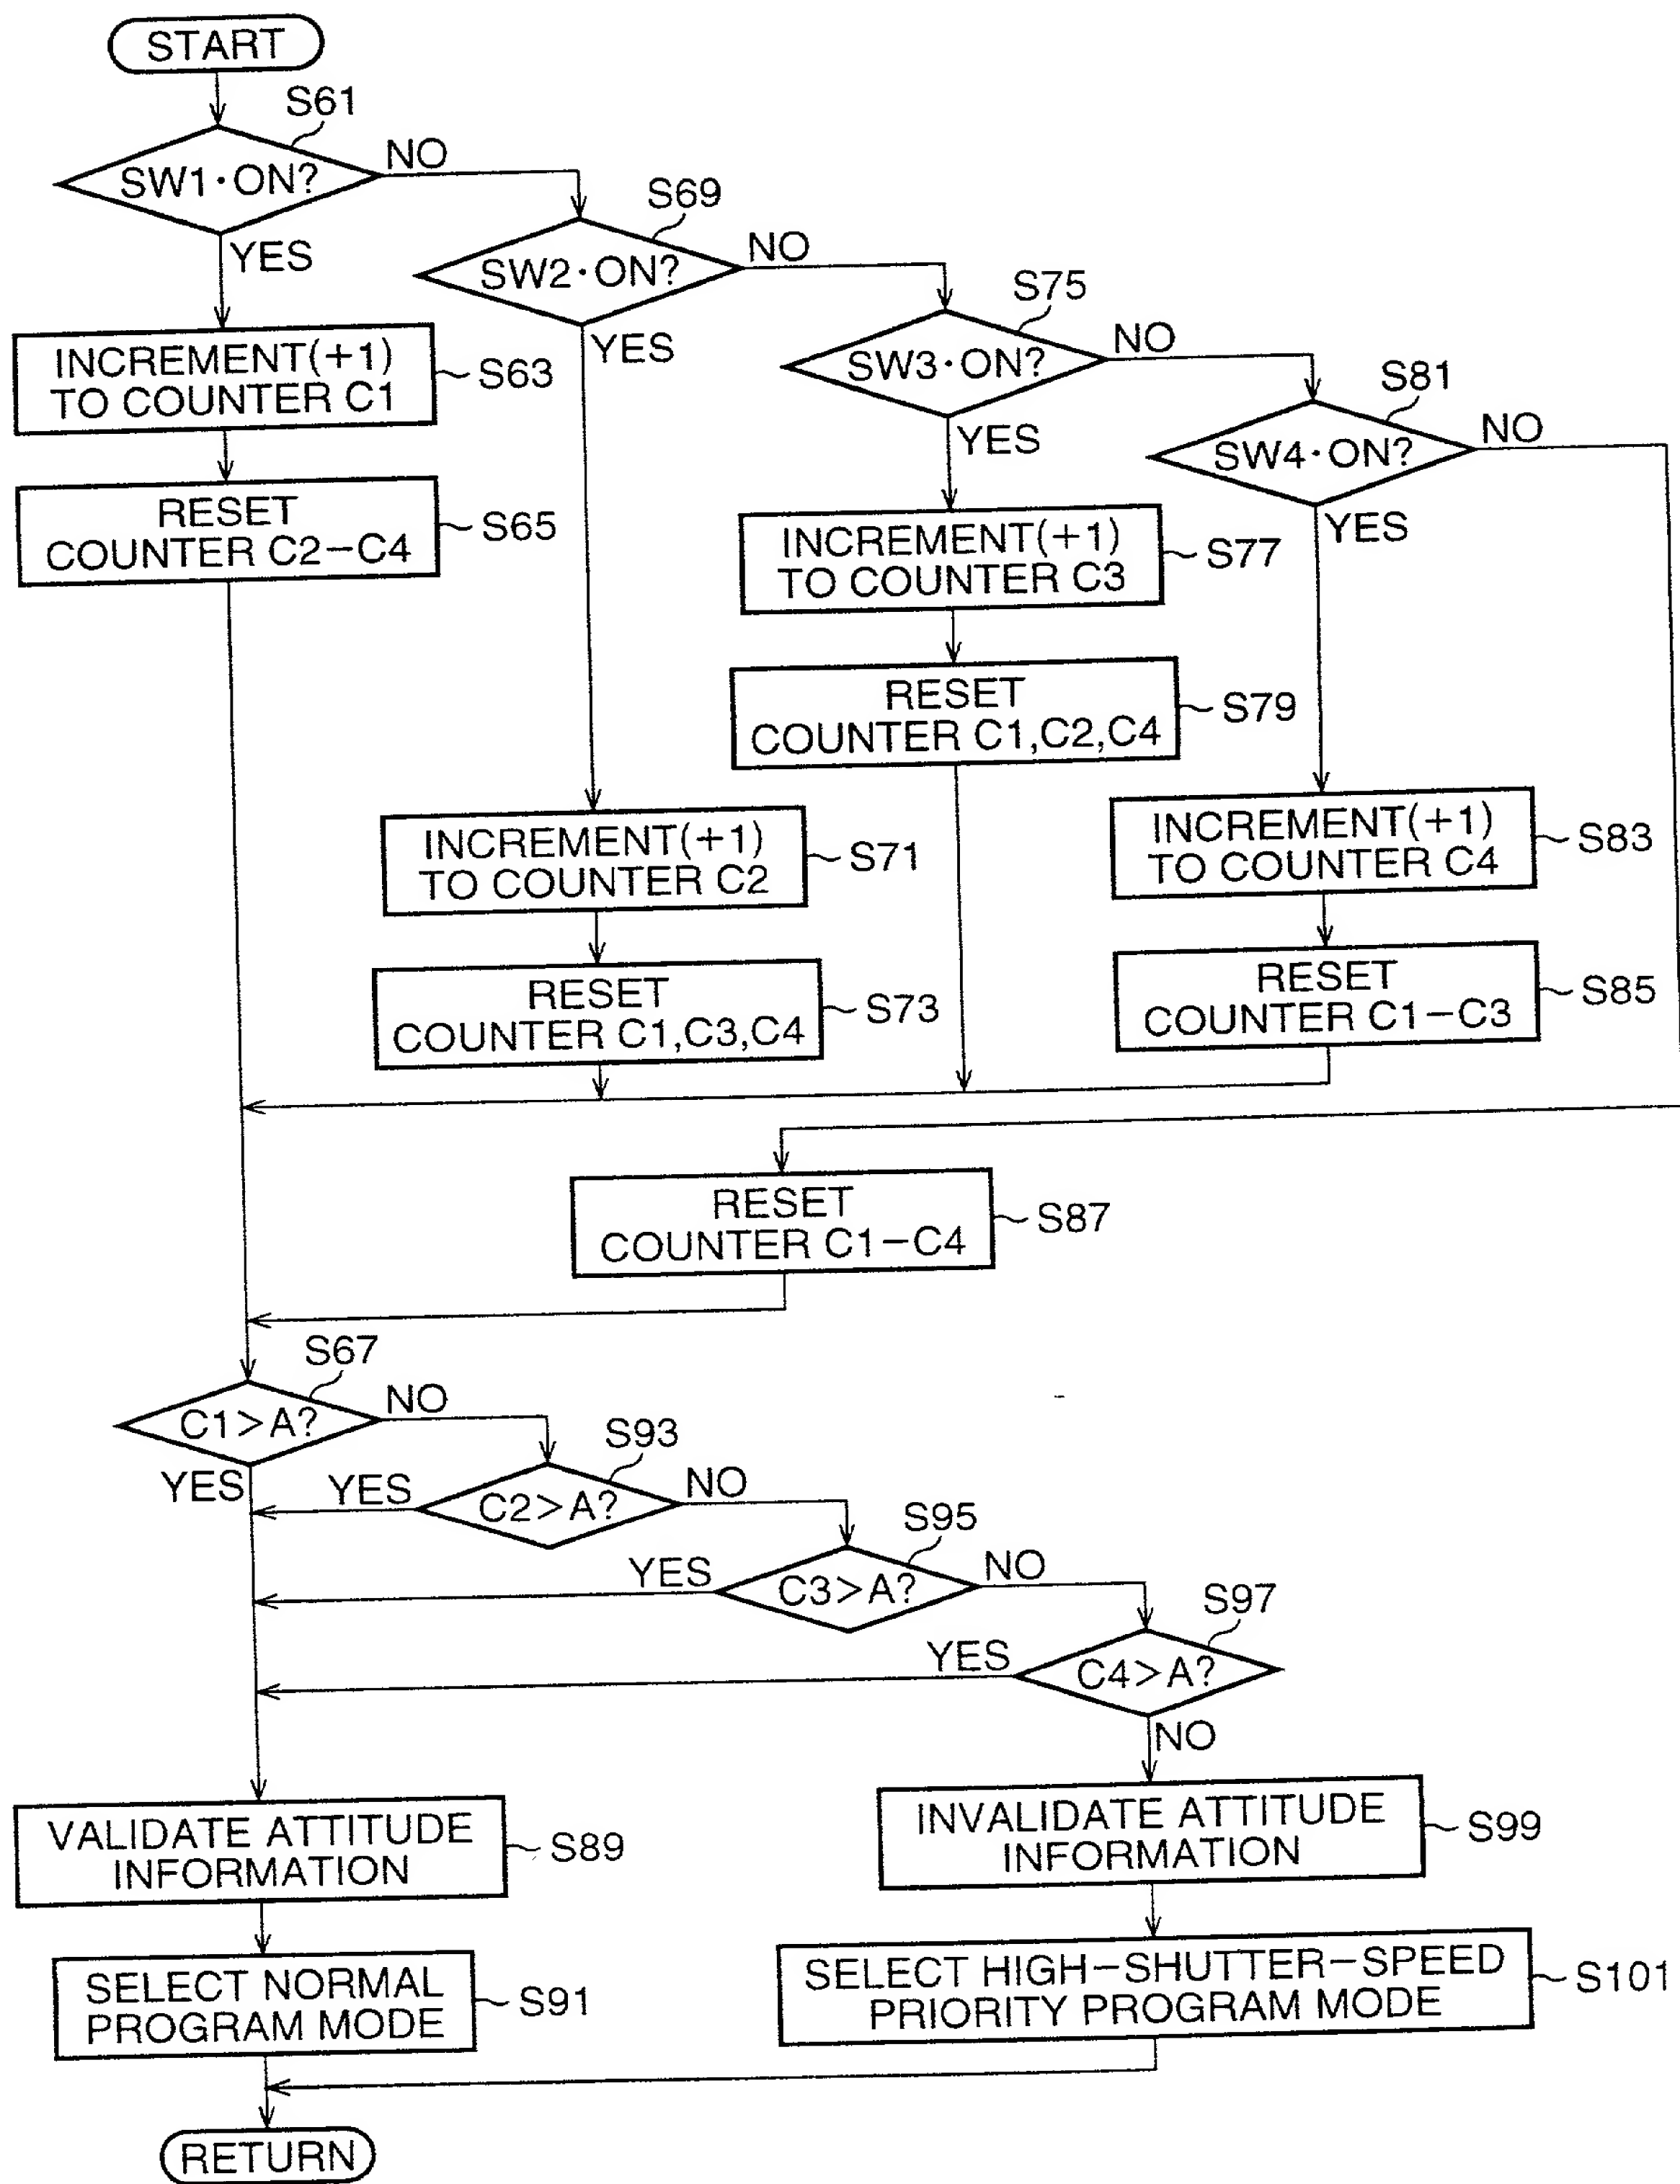 START
S61
SW1·ON?
NO
YES
S69
SW2·ON?
NO
YES
S75
SW3·ON?
NO
YES
S81
SW4·ON?
NO
YES
INCREMENT(+1)
TO COUNTER C1
S63
RESET
COUNTER C2-C4
S65
INCREMENT(+1)
TO COUNTER C3
S77
RESET
COUNTER C1,C2,C4
S79
INCREMENT(+1)
TO COUNTER C2
S71
INCREMENT(+1)
TO COUNTER C4
S83
RESET
COUNTER C1,C3,C4
S73
RESET
COUNTER C1-C3
S85
RESET
COUNTER C1-C4
S87
S67
C1>A?
NO
YES
S93
C2>A?
YES
NO
S95
C3>A?
YES
NO
S97
C4>A?
YES
NO
VALIDATE ATTITUDE
INFORMATION
S89
INVALIDATE ATTITUDE
INFORMATION
S99
SELECT NORMAL
PROGRAM MODE
S91
SELECT HIGH-SHUTTER-SPEED
PRIORITY PROGRAM MODE
S101
RETURN